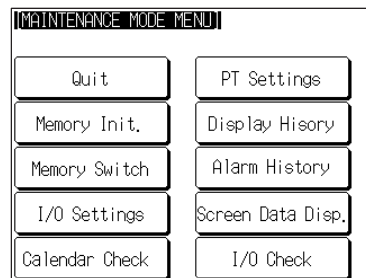 [MAINTENANCE MODE MENU]
Quit
PT Settings
Memory Init.
Display Hisory
Memory Switch
Alarm History
I/O Settings
Screen Data Disp.
Calendar Check
I/O Check